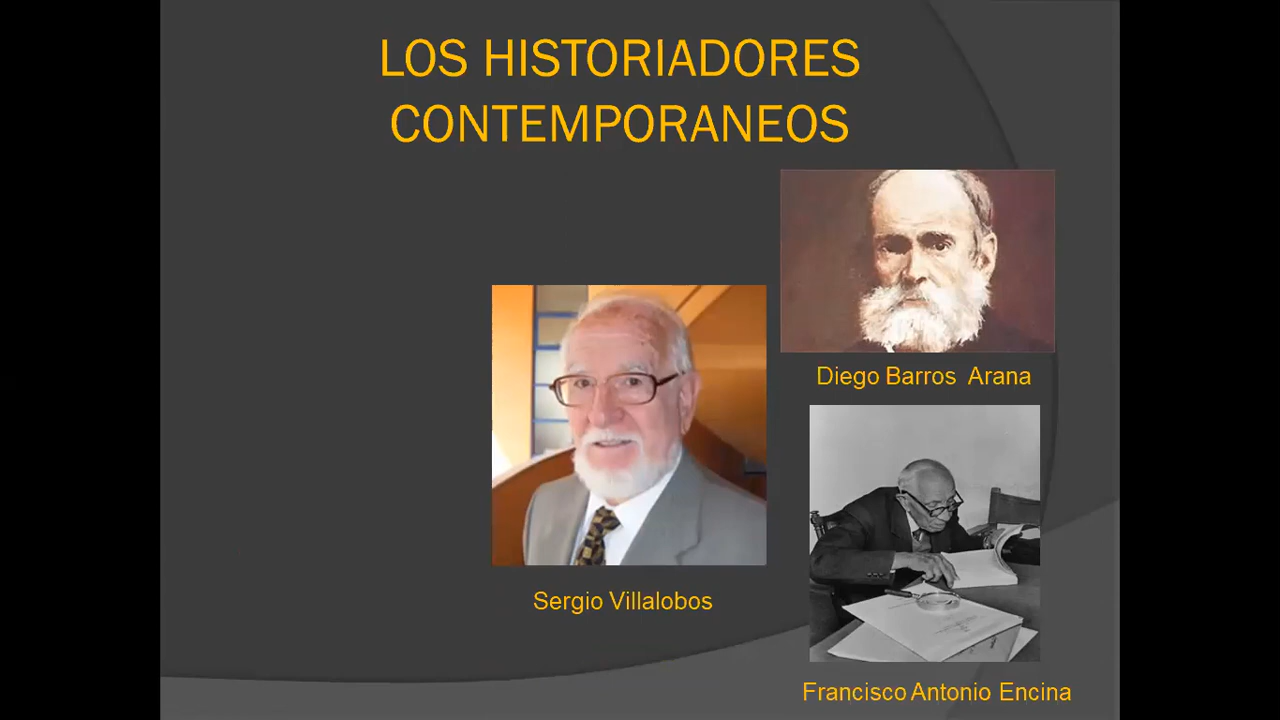 LOS HISTORIADORES
CONTEMPORANEOS
Diego Barros Arana
Sergio Villalobos
Francisco Antonio Encina